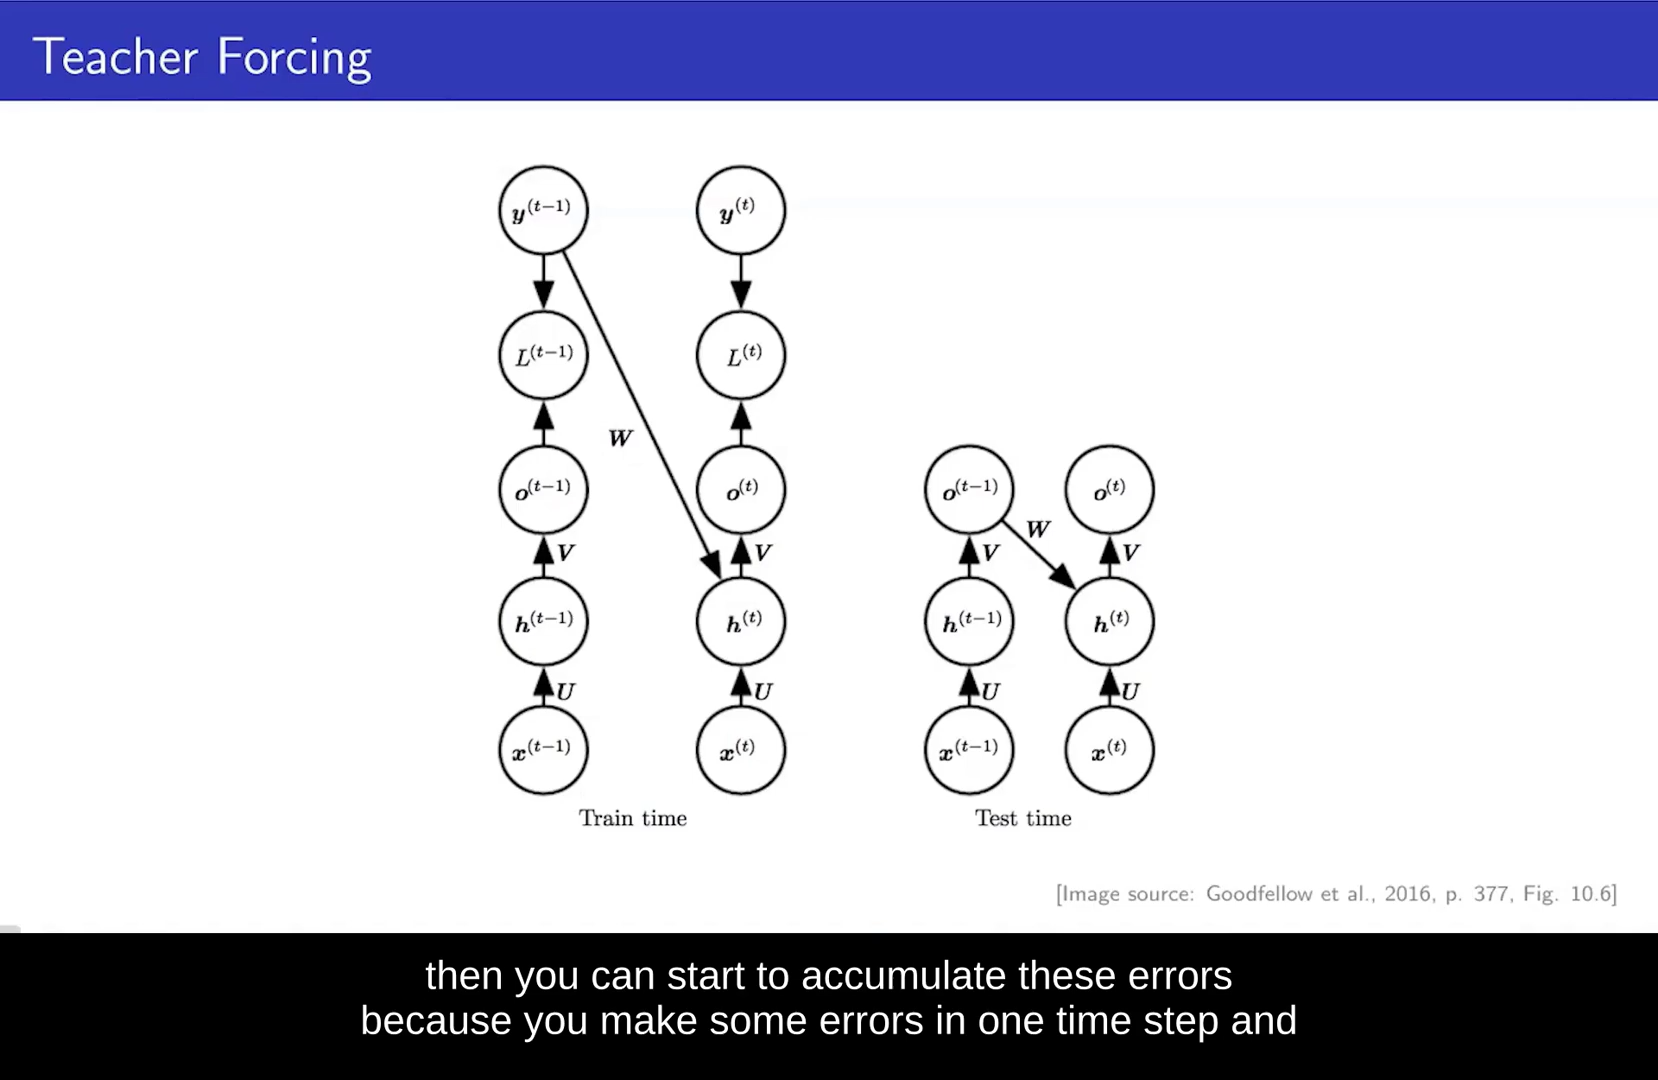 Teacher Forcing
y(t−1) y(t)
L(t−1) L(t)
W
o(t−1) o(t) o(t−1) o(t)
W
V V V V
h(t−1) h(t) h(t−1) h(t)
U U U U
x(t−1) x(t) x(t−1) x(t)
Train time Test time
[Image source: Goodfellow et al., 2016, p. 377, Fig. 10.6]
then you can start to accumulate these errors
because you make some errors in one time step and